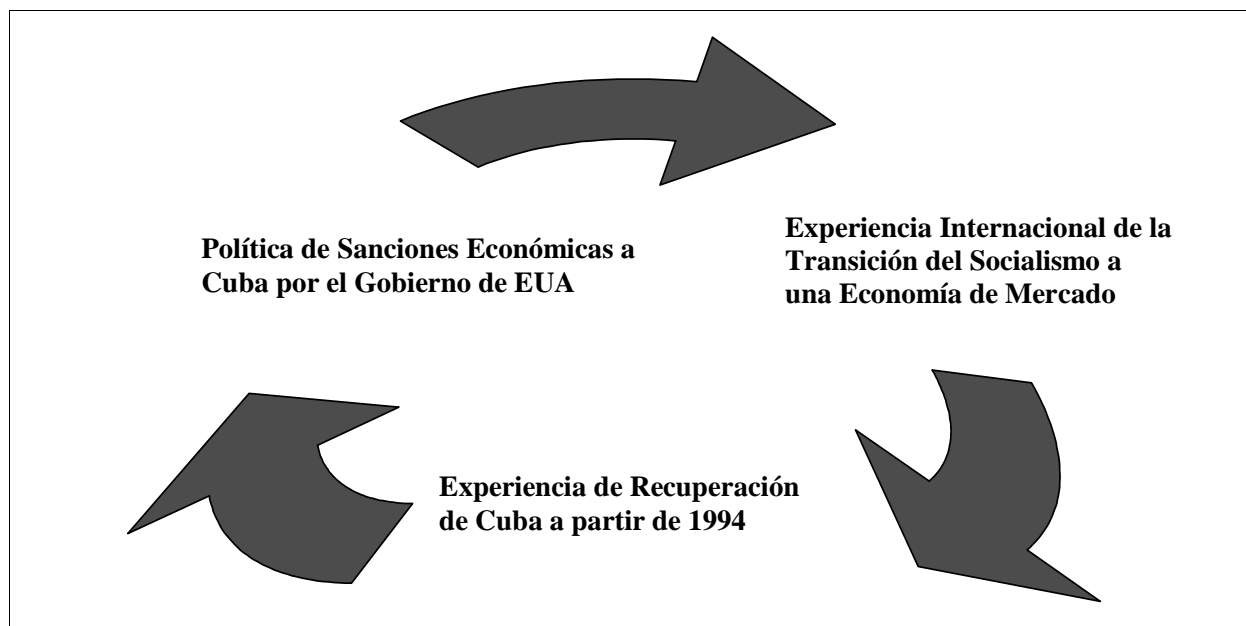 Política de Sanciones Económicas a
Cuba por el Gobierno de EUA
Experiencia Internacional de la
Transición del Socialismo a
una Economía de Mercado
Experiencia de Recuperación
de Cuba a partir de 1994